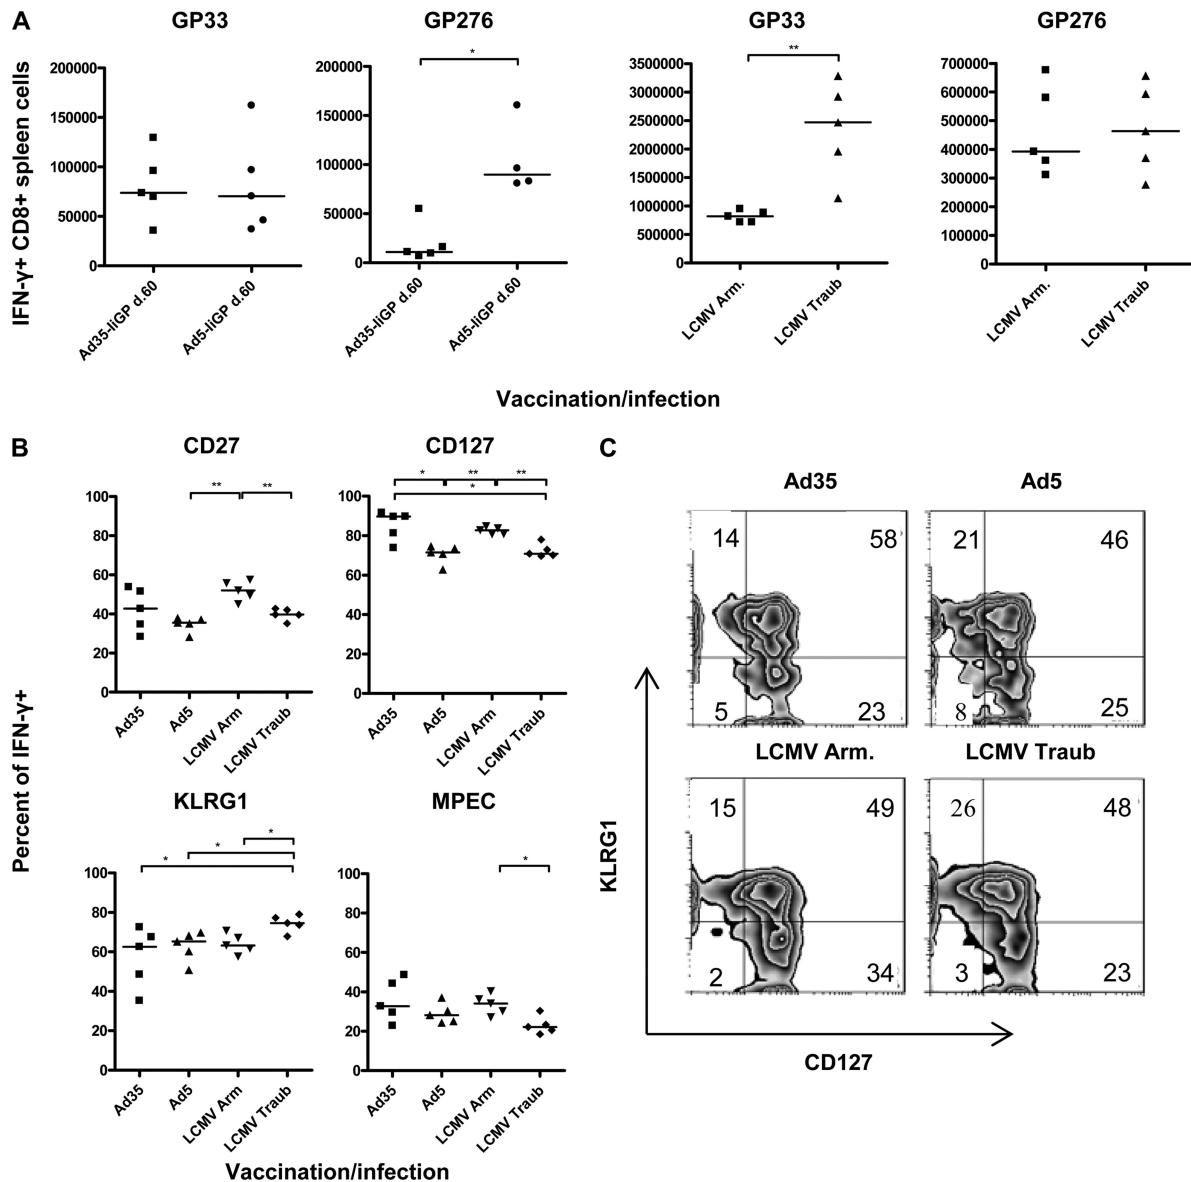 A
GP33
GP276
GP33
GP276
IFN-γ+ CD8+ spleen cells
*
**
200000
150000
100000
50000
0
200000
150000
100000
50000
0
3500000
3000000
2500000
2000000
1500000
1000000
500000
0
700000
600000
500000
400000
300000
200000
100000
0
Ad35-IiGP d.60
Ad5-IiGP d.60
Ad35-IiGP d.60
Ad5-IiGP d.60
LCMV Arm.
LCMV Traub
LCMV Arm.
LCMV Traub
Vaccination/infection
B
CD27
CD127
Percent of IFN-γ+
** **
* ** **
*
100
80
60
40
20
0
100
80
60
40
20
0
Ad35
Ad5
LCMV Arm
LCMV Traub
Ad35
Ad5
LCMV Arm
LCMV Traub
KLRG1
MPEC
*
*
*
*
100
80
60
40
20
0
100
80
60
40
20
0
Ad35
Ad5
LCMV Arm
LCMV Traub
Ad35
Ad5
LCMV Arm
LCMV Traub
Vaccination/infection
C
Ad35
Ad5
14 58
5 23
21 46
8 25
LCMV Arm.
LCMV Traub
15 49
2 34
26 48
3 23
KLRG1
CD127